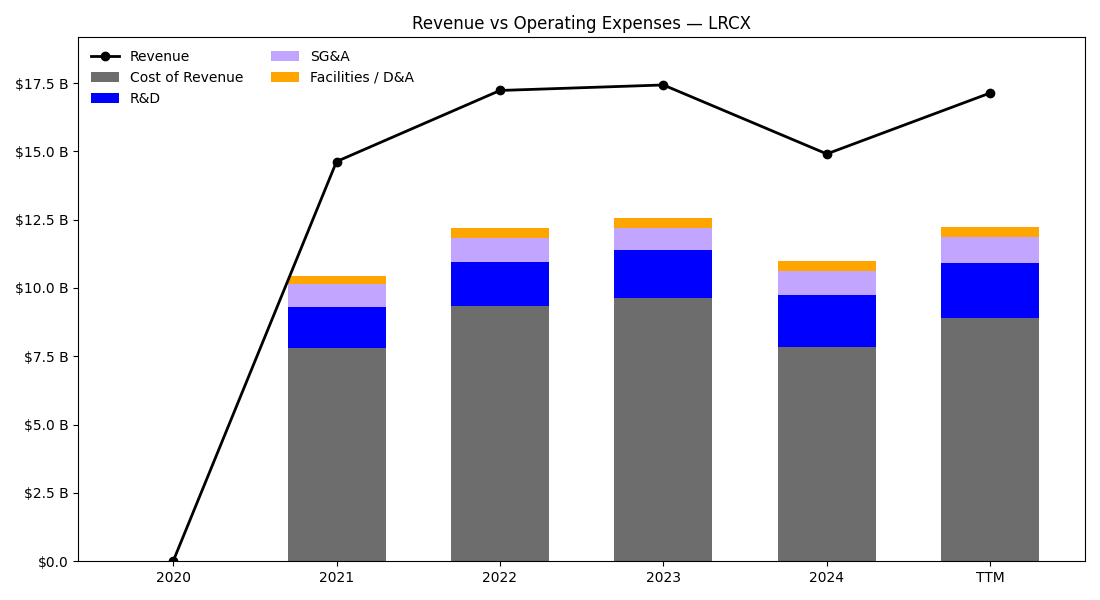 Revenue vs Operating Expenses — LRCX
Revenue
Cost of Revenue
R&D
SG&A
Facilities / D&A
$17.5 B
$15.0 B
$12.5 B
$10.0 B
$7.5 B
$5.0 B
$2.5 B
$0.0
2020 2021 2022 2023 2024 TTM